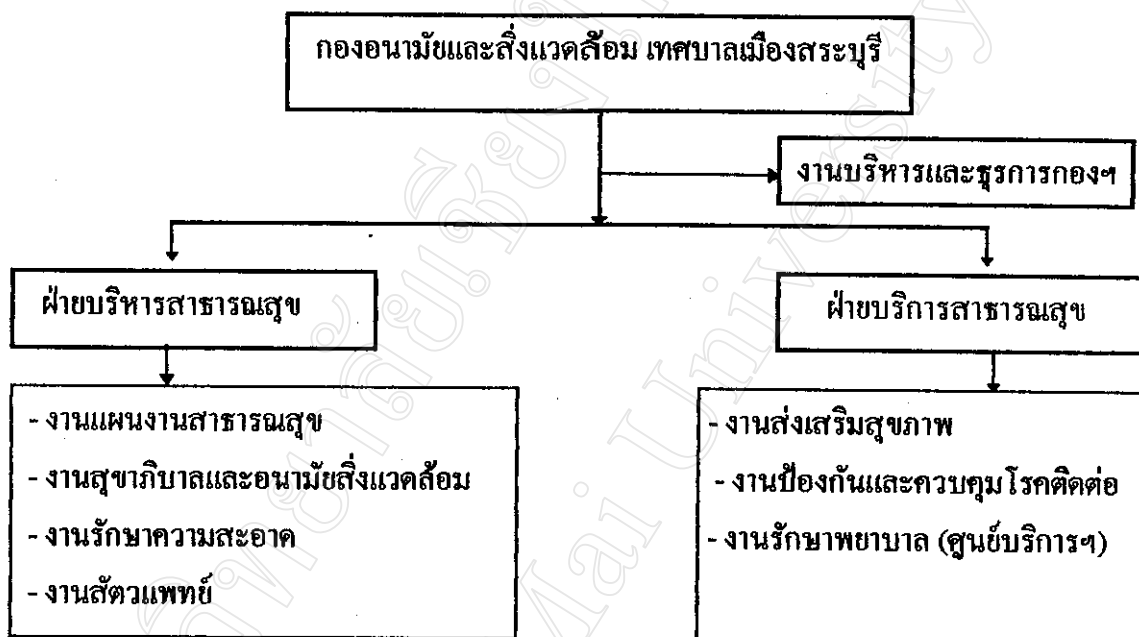 กองอนามัยและสิ่งแวดล้อม เทศบาลเมืองสระบุรี
งานบริหารและธุรการกองฯ
ฝ่ายบริหารสาธารณสุข
ฝ่ายบริการสาธารณสุข
- งานแผนงานสาธารณสุข
- งานสุขาภิบาลและอนามัยสิ่งแวดล้อม
- งานรักษาความสะอาด
- งานสัตวแพทย์
- งานส่งเสริมสุขภาพ
- งานป้องกันและควบคุมโรคติดต่อ
- งานรักษาพยาบาล (ศูนย์บริการฯ)
Mai University